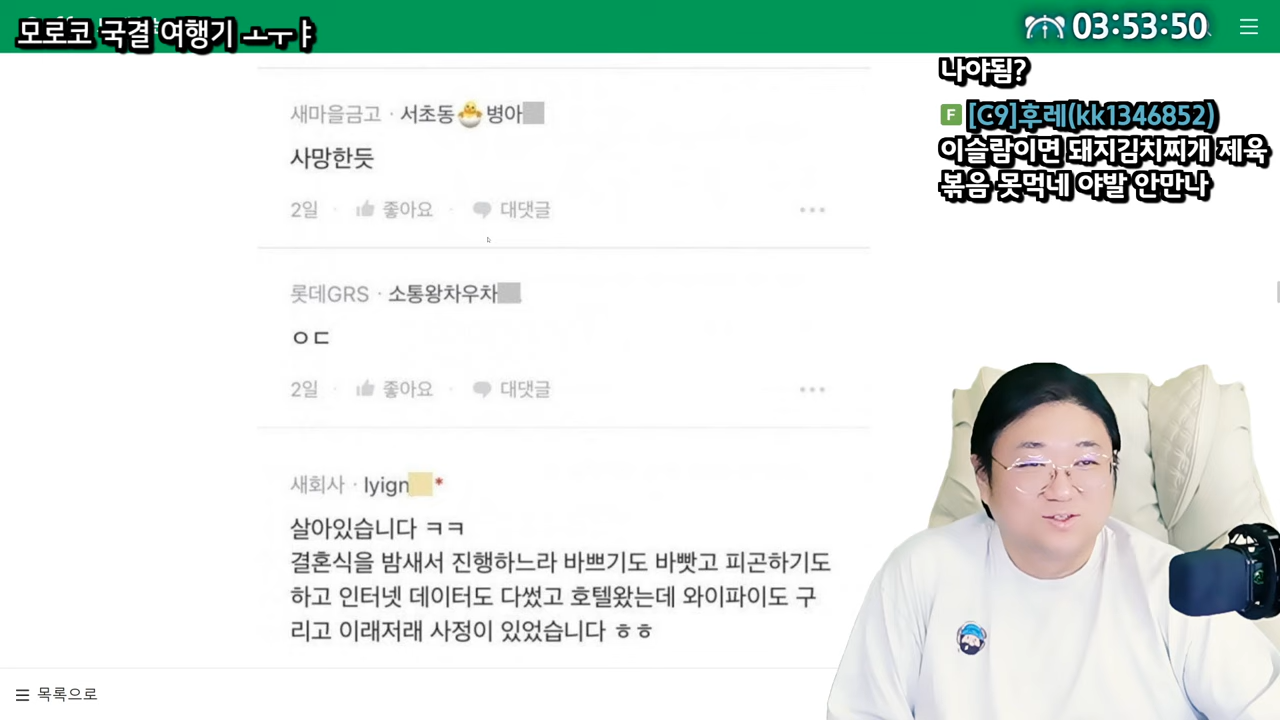 모로코 국결 여행기 ㅗㅜㅑ
03:53:50
나야됨?
F [C9]후레(kk1346852)
이슬람이면 돼지김치찌개 제육
볶음 못먹네 야발 안만나
새마을금고 · 서초동🐣병아
사망한듯
2일 · 좋아요 · 대댓글
롯데GRS · 소통왕차우차
ㅇㄷ
2일 · 좋아요 · 대댓글
새회사 · lyign *
살아있습니다 ㅋㅋ
결혼식을 밤새서 진행하느라 바쁘기도 바빳고 피곤하기도
하고 인터넷 데이터도 다썼고 호텔왔는데 와이파이도 구
리고 이래저래 사정이 있었습니다 ㅎㅎ
목록으로